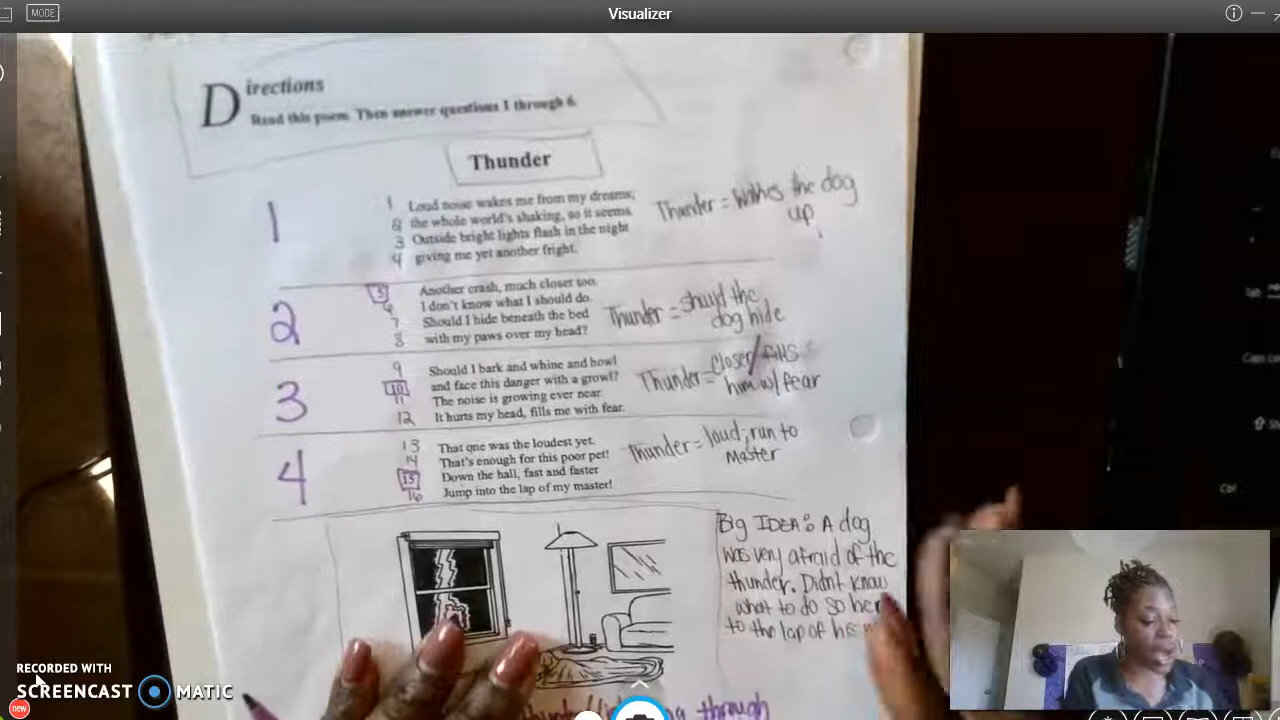 MODE
Visualizer
Directions
Read this poem. Then answer questions 1 through 6.
Thunder
1
1 Loud noise wakes me from my dreams;
2 the whole world's shaking, so it seems.
3 Outside bright lights flash in the night
4 giving me yet another fright.
Thunder = wakes the dog
up
2
5 Another crash, much closer too.
6 I don't know what I should do.
7 Should I hide beneath the bed
8 with my paws over my head?
Thunder = should the
dog hide
3
9 Should I bark and whine and howl
10 and face this danger with a growl?
11 The noise is growing ever near.
12 It hurts my head, fills me with fear.
Thunder = closer/fills
him w/ fear
4
13 That one was the loudest yet.
14 That's enough for this poor pet!
15 Down the hall, fast and faster
16 Jump into the lap of my master!
Thunder = loud; run to
Master
Big IDEA: A dog
was very afraid of the
thunder. Didn't know
what to do so he
to the lap of his
through
RECORDED WITH
SCREENCAST MATIC
new
Ctrl